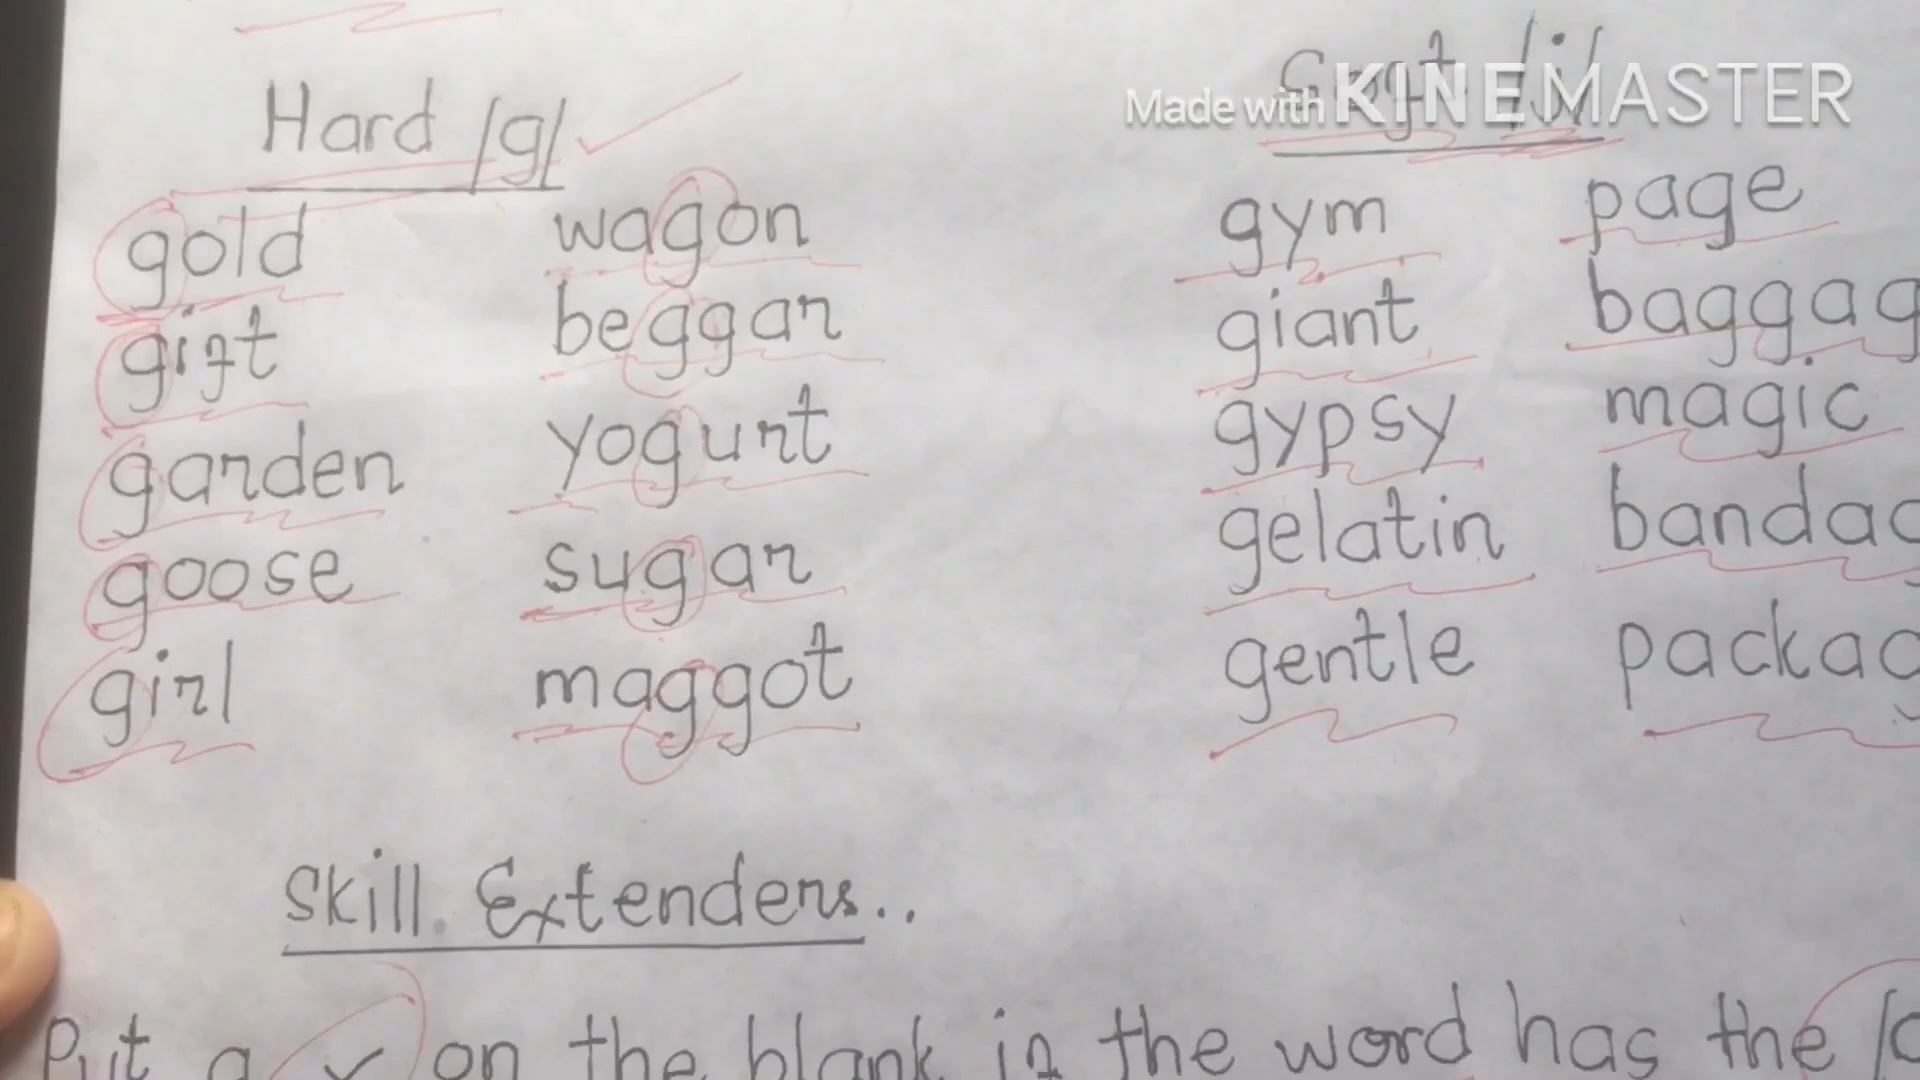 Hard /g/
gold
gift
garden
goose
girl
wagon
beggar
yogurt
sugar
maggot
Made with KINEMASTER
Soft /j/
gym
giant
gypsy
gelatin
gentle
page
baggag
magic
bandag
packag
Skill Extenders..
Put a ✓ on the blank if the word has the